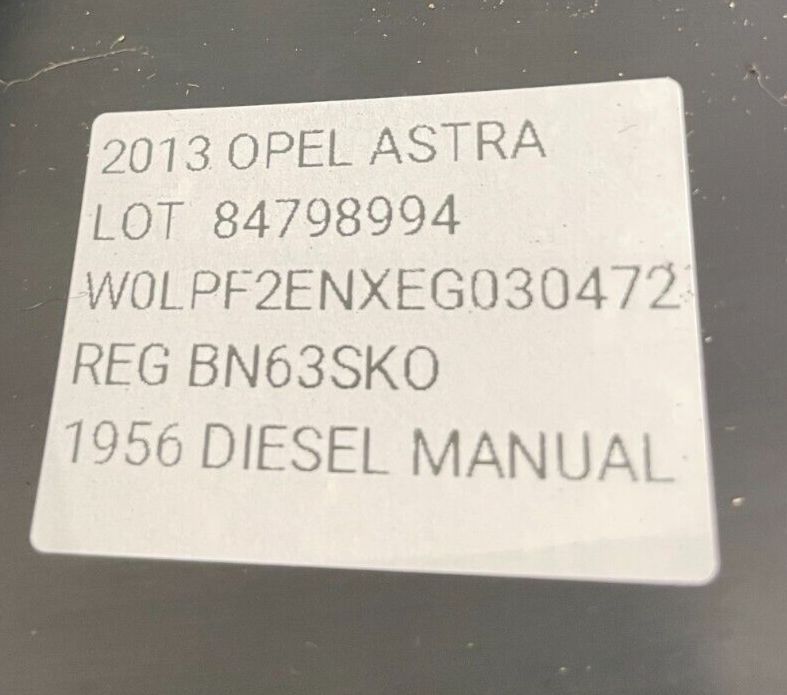 2013 OPEL ASTRA
LOT 84798994
W0LPF2ENXEG030472
REG BN63SKO
1956 DIESEL MANUAL